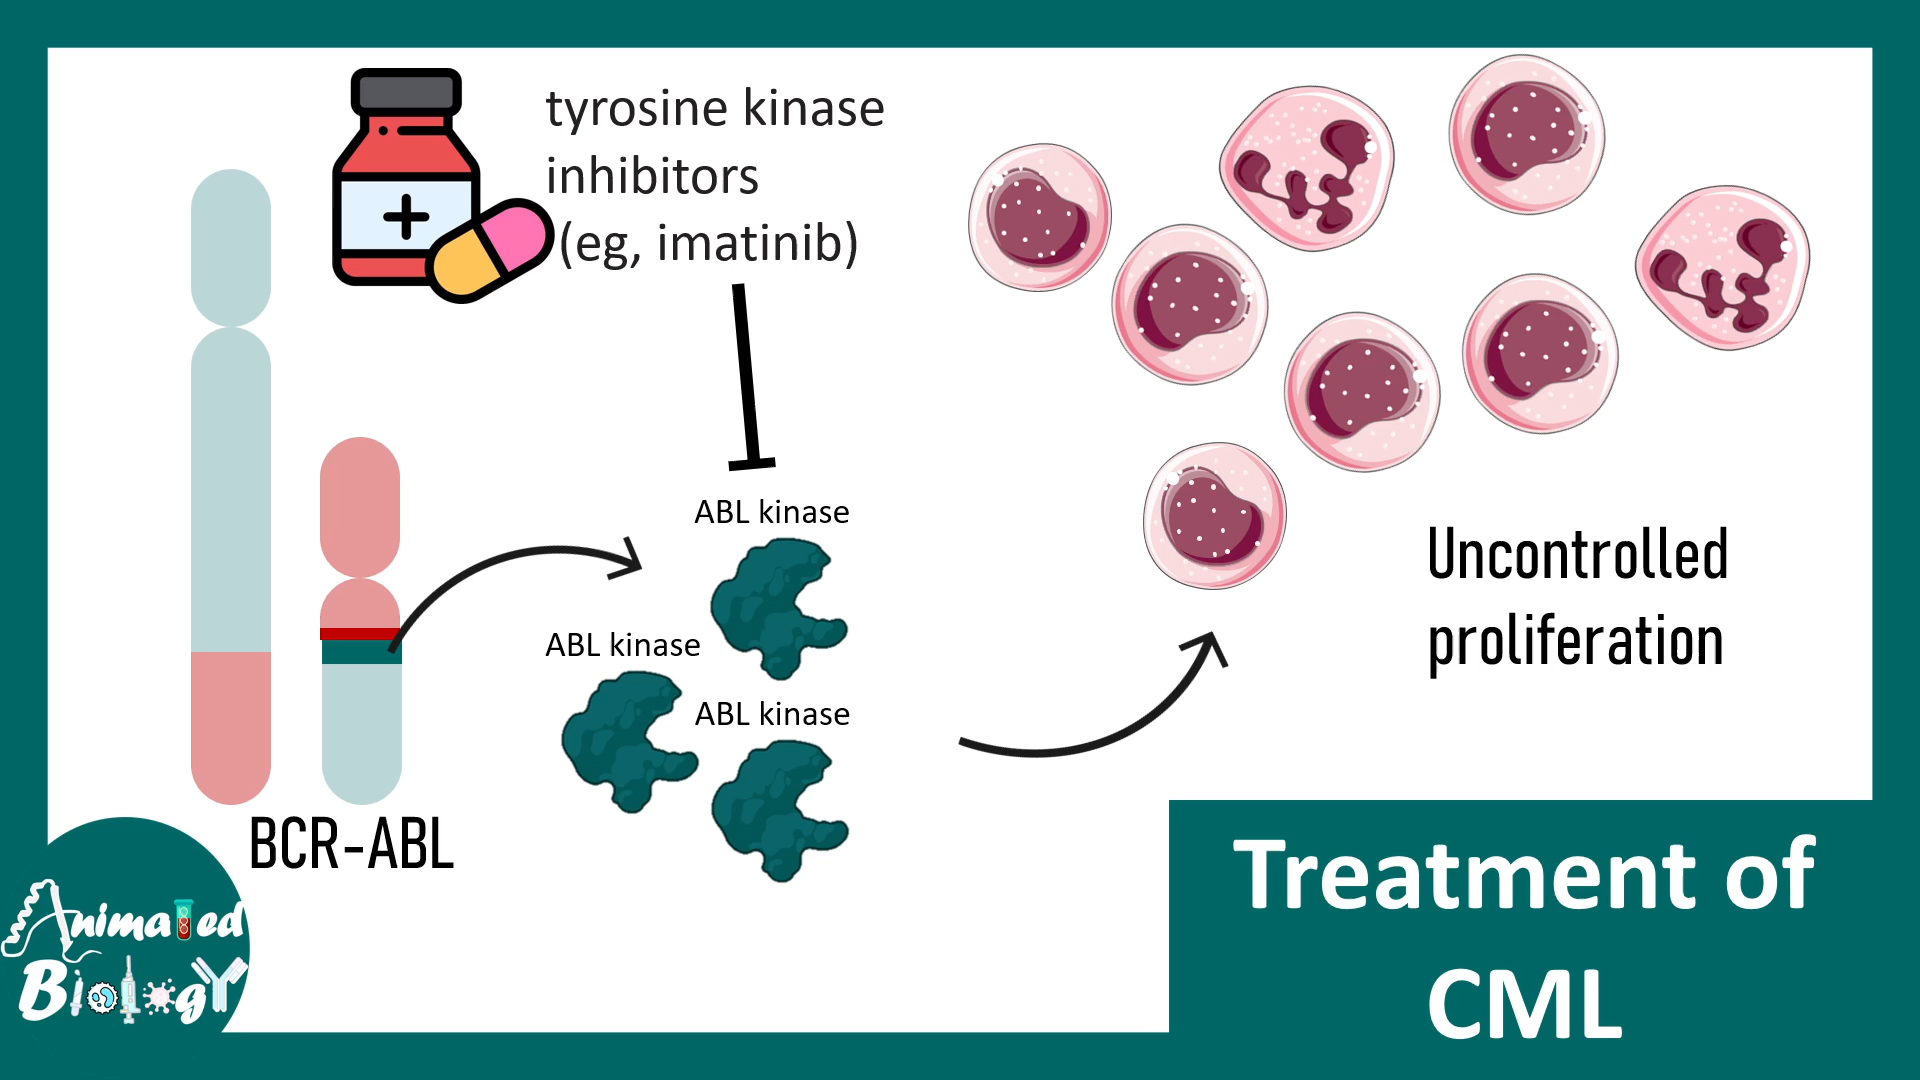 tyrosine kinase
inhibitors
(eg, imatinib)
ABL kinase
ABL kinase
ABL kinase
Uncontrolled
proliferation
BCR-ABL
Treatment of
CML
Animated
BiologY